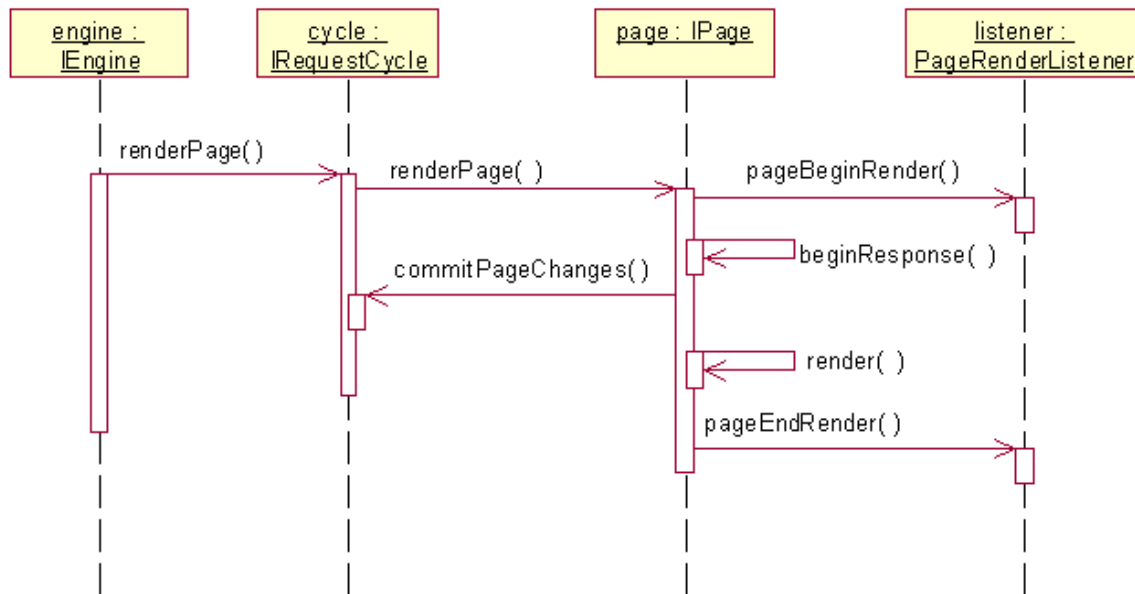 engine :
IEngine
cycle :
IRequestCycle
page : IPage
listener :
PageRenderListener
renderPage()
renderPage( )
pageBeginRender()
beginResponse( )
commitPageChanges()
render( )
pageEndRender()